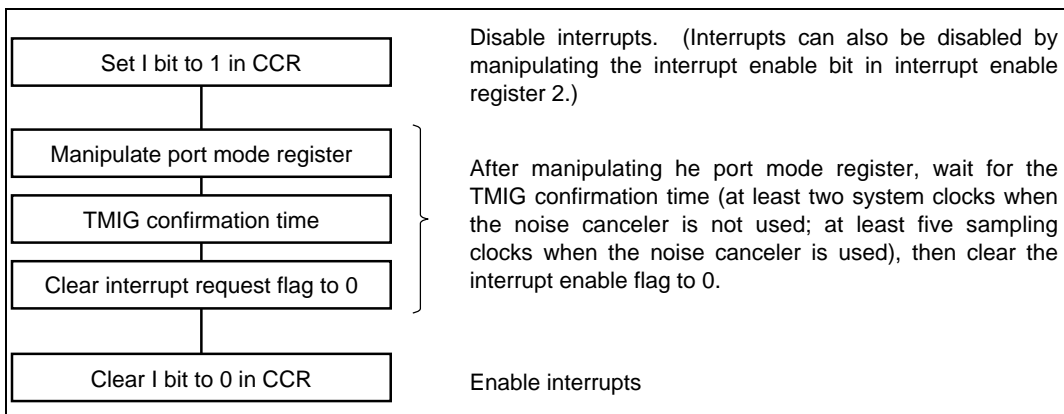 Set I bit to 1 in CCR
Disable interrupts. (Interrupts can also be disabled by
manipulating the interrupt enable bit in interrupt enable
register 2.)
Manipulate port mode register
TMIG confirmation time
Clear interrupt request flag to 0
After manipulating he port mode register, wait for the
TMIG confirmation time (at least two system clocks when
the noise canceler is not used; at least five sampling
clocks when the noise canceler is used), then clear the
interrupt enable flag to 0.
Clear I bit to 0 in CCR
Enable interrupts